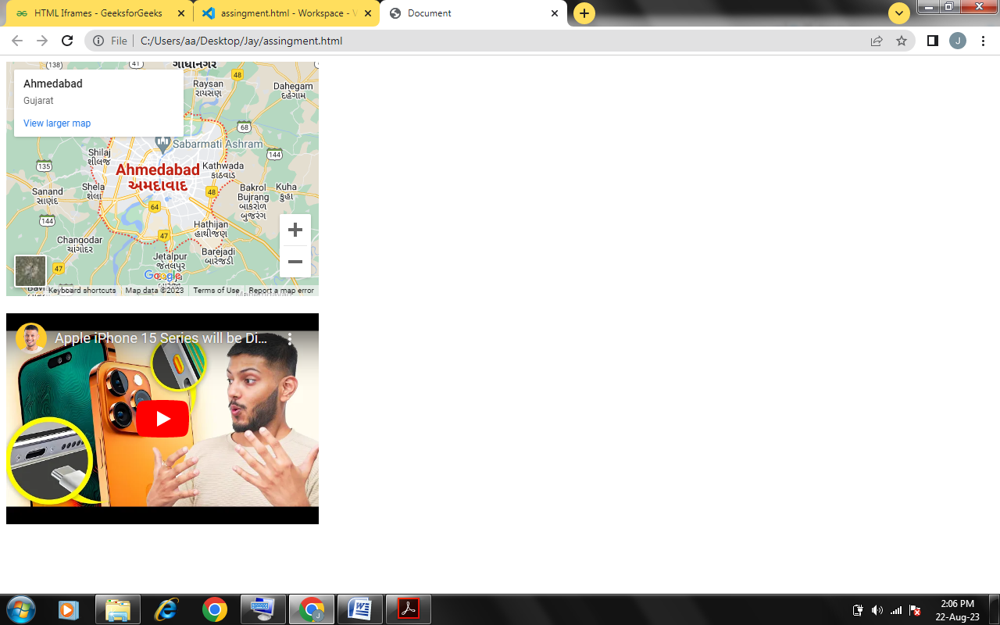 HTML Iframes - GeeksforGeeks
assingment.html - Workspace - V
Document
File
C:/Users/aa/Desktop/Jay/assingment.html
J
Ahmedabad
Gujarat
View larger map
138
41
ગાંધીનગર
48
Raysan
રાયસણ
Dahegam
દહેગામ
68
Sabarmati Ashram
144
Shilaj
શીલજ
135
Ahmedabad
અમદાવાદ
Kathwada
કાઠવાડ
Sanand
સાણંદ
Shela
શેલા
48
Bakrol
Bujrang
બાકરોળ
બુજરંગ
Kuha
કુહા
64
144
Hathijan
હાથીજણ
Changodar
ચાંગોદર
47
Jetalpur
જેતલપુર
Barejadi
બારેજડી
47
Google
Keyboard shortcuts
Map data ©2023
Terms of Use
Report a map error
Apple iPhone 15 Series will be Di...
J
2:06 PM
22-Aug-23